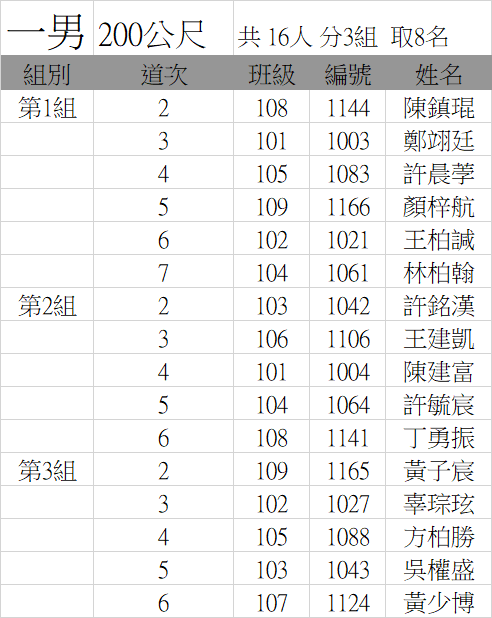 一男 200公尺 共 16人 分3組 取8名
組別 道次 班級 編號 姓名
第1組 2 108 1144 陳鎮琨
3 101 1003 鄭翊廷
4 105 1083 許晨荸
5 109 1166 顏梓航
6 102 1021 王柏諴
7 104 1061 林柏翰
第2組 2 103 1042 許銘漢
3 106 1106 王建凱
4 101 1004 陳建富
5 104 1064 許毓宸
6 108 1141 丁勇振
第3組 2 109 1165 黃子宸
3 102 1027 辜琮玹
4 105 1088 方柏勝
5 103 1043 吳權盛
6 107 1124 黃少博